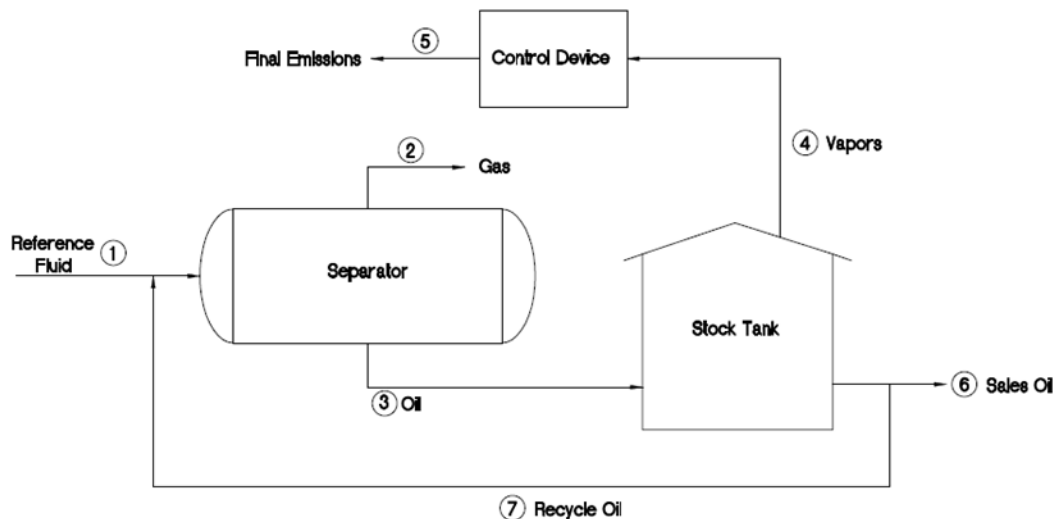 5
Final Emissions
Control Device
2
Gas
4 Vapors
Reference
Fluid
1
Separator
Stock Tank
3 Oil
6 Sales Oil
7 Recycle Oil